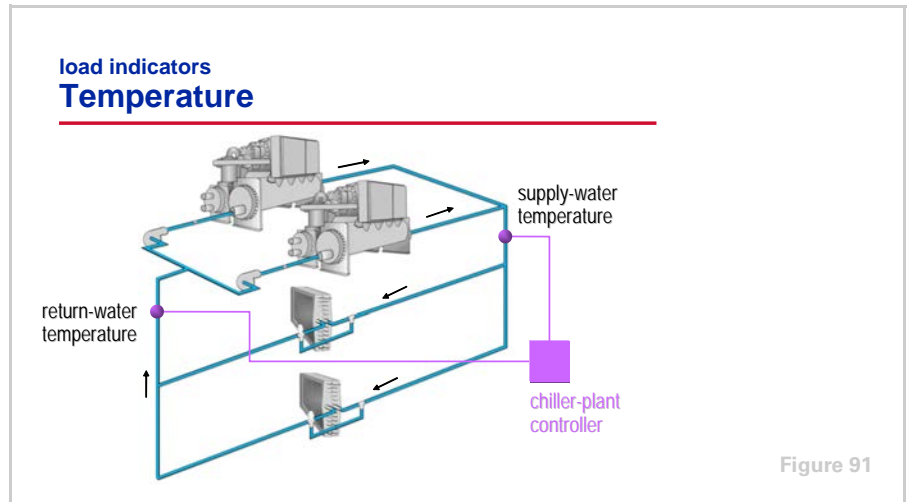 load indicators
Temperature
supply-water
temperature
return-water
temperature
chiller-plant
controller
Figure 91